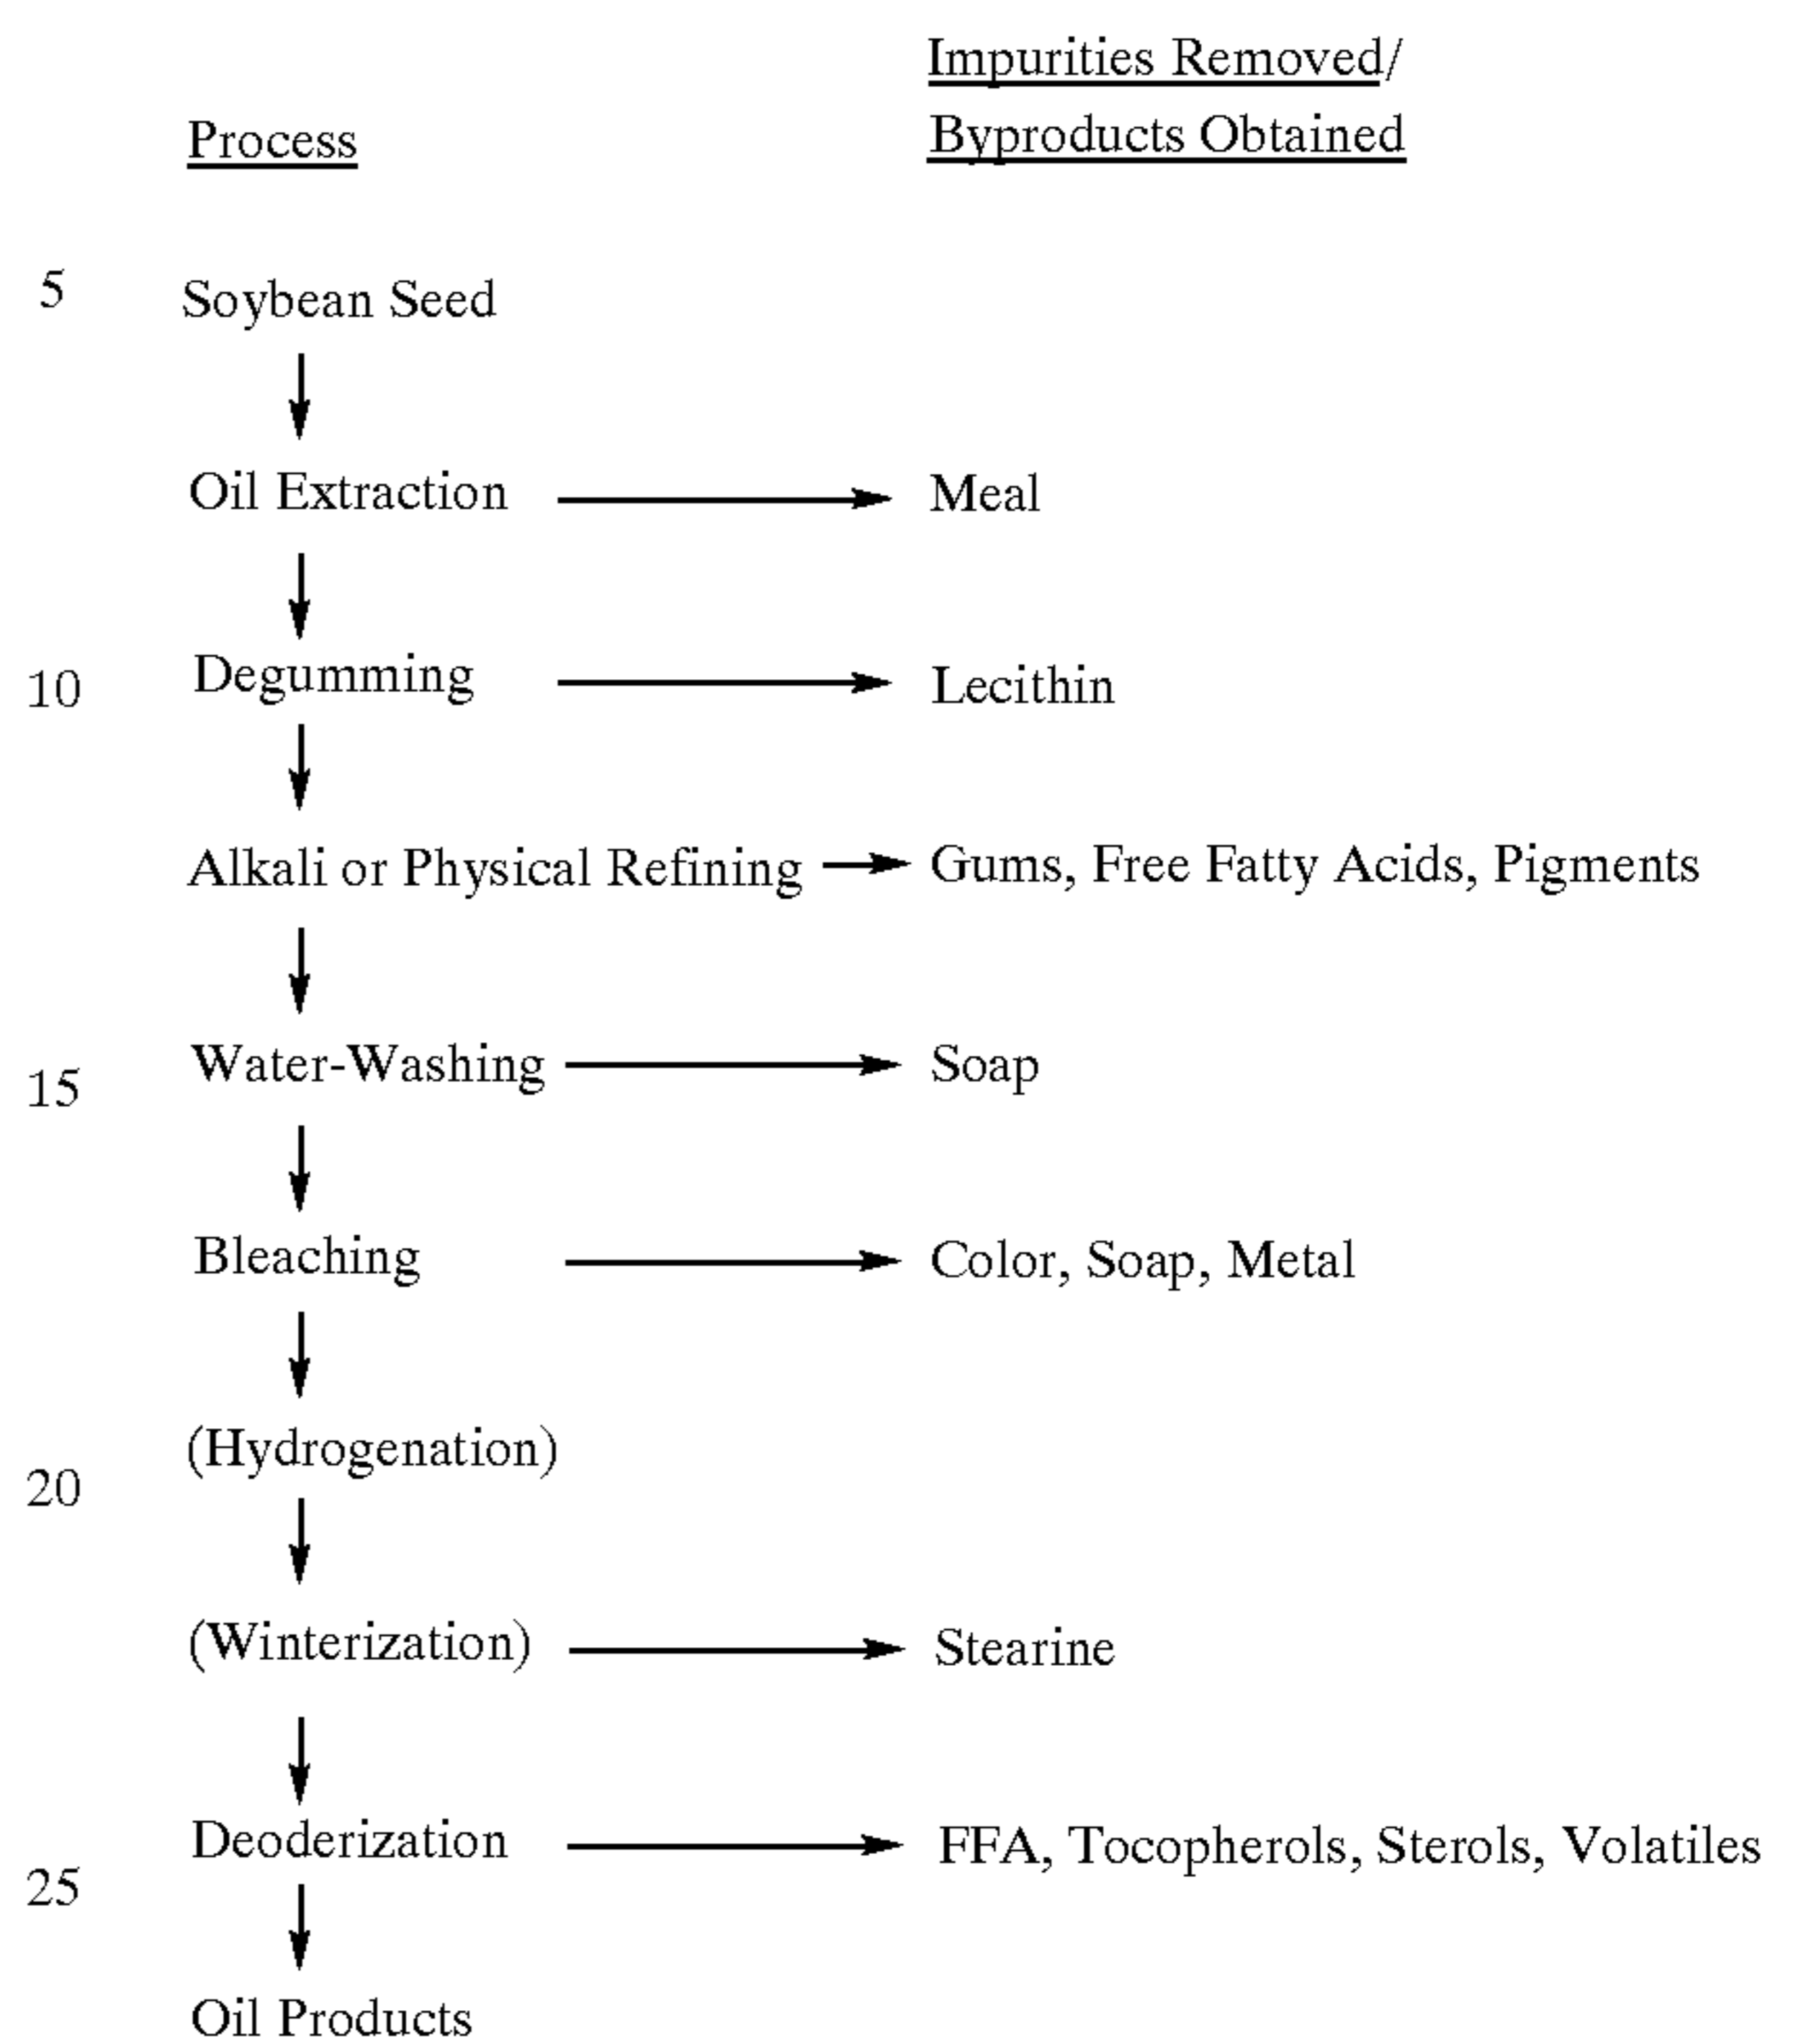 Impurities Removed/
Process Byproducts Obtained
5 Soybean Seed
Oil Extraction Meal
10 Degumming Lecithin
Alkali or Physical Refining Gums, Free Fatty Acids, Pigments
15 Water-Washing Soap
Bleaching Color, Soap, Metal
(Hydrogenation)
20
(Winterization) Stearine
Deoderization FFA, Tocopherols, Sterols, Volatiles
25
Oil Products